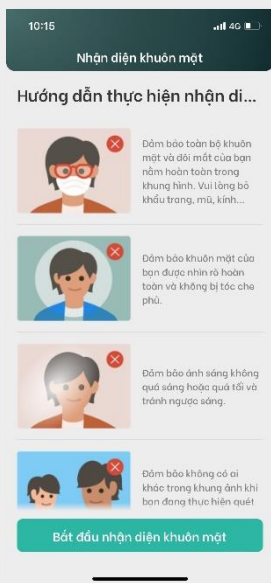 10:15
4G
Nhận diện khuôn mặt
Hướng dẫn thực hiện nhận di...
Đảm bảo toàn bộ khuôn
mặt và đôi mắt của bạn
nằm hoàn toàn trong
khung hình. Vui lòng bỏ
khẩu trang, mũ, kính...
Đảm bảo khuôn mặt của
bạn được nhìn rõ hoàn
toàn và không bị tóc che
phủ.
Đảm bảo ánh sáng không
quá sáng hoặc quá tối và
tránh ngược sáng.
Đảm bảo không có ai
khác trong khung ảnh khi
bạn đang thực hiện quét
Bắt đầu nhận diện khuôn mặt